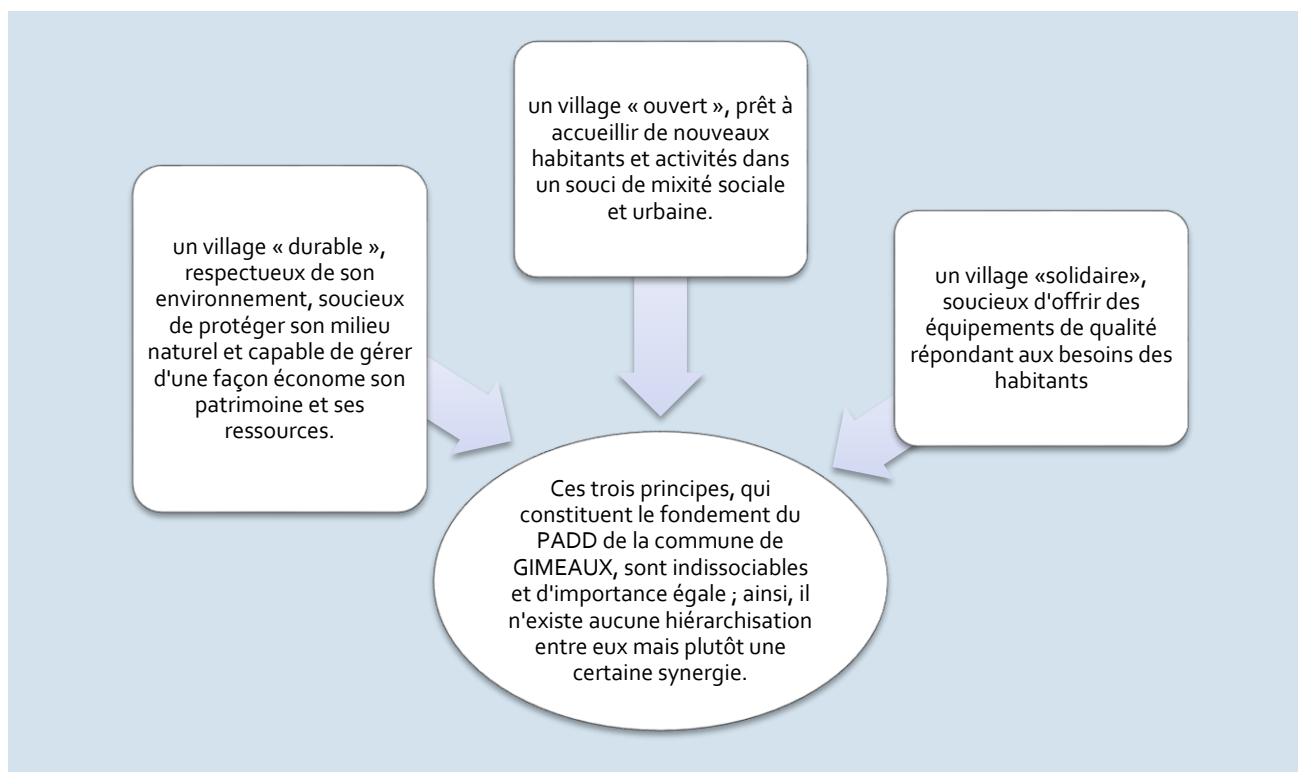 un village « durable »,
respectueux de son
environnement, soucieux
de protéger son milieu
naturel et capable de gérer
d'une façon économe son
patrimoine et ses
ressources.
un village « ouvert », prêt à
accueillir de nouveaux
habitants et activités dans
un souci de mixité sociale
et urbaine.
un village «solidaire»,
soucieux d'offrir des
équipements de qualité
répondant aux besoins des
habitants
Ces trois principes, qui
constituent le fondement du
PADD de la commune de
GIMEAUX, sont indissociables
et d'importance égale ; ainsi, il
n'existe aucune hiérarchisation
entre eux mais plutôt une
certaine synergie.